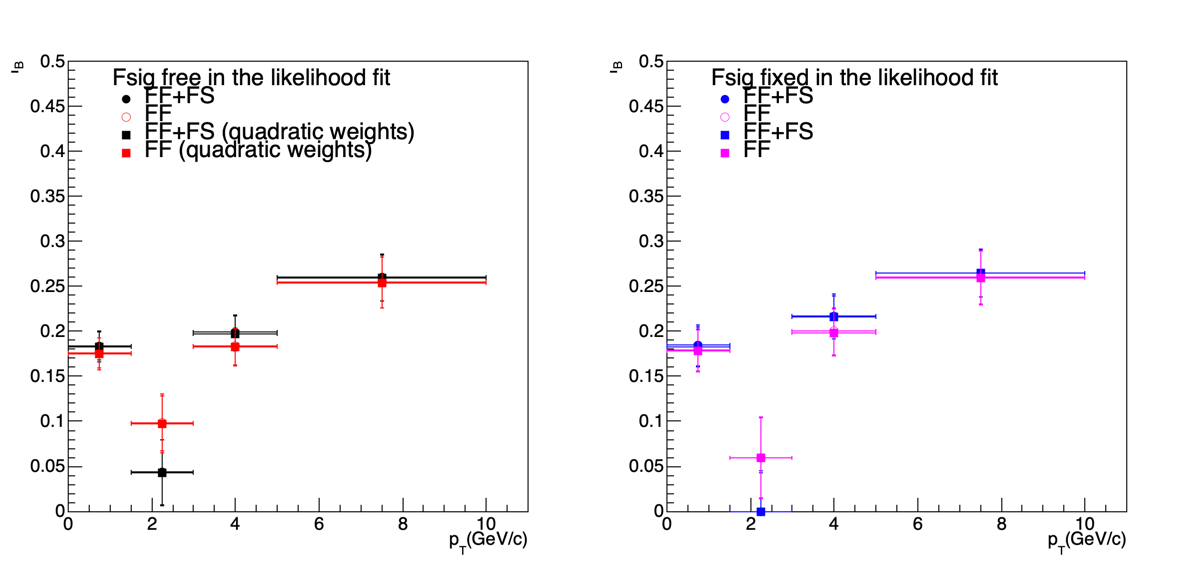 Fsig free in the likelihood fit
FF+FS
FF
FF+FS (quadratic weights)
FF (quadratic weights)
0.5
0.45
0.4
0.35
0.3
0.25
0.2
0.15
0.1
0.05
0
0 2 4 6 8 10
pT(GeV/c)
Fsig fixed in the likelihood fit
FF+FS
FF
FF+FS
FF
0.5
0.45
0.4
0.35
0.3
0.25
0.2
0.15
0.1
0.05
0
0 2 4 6 8 10
pT(GeV/c)